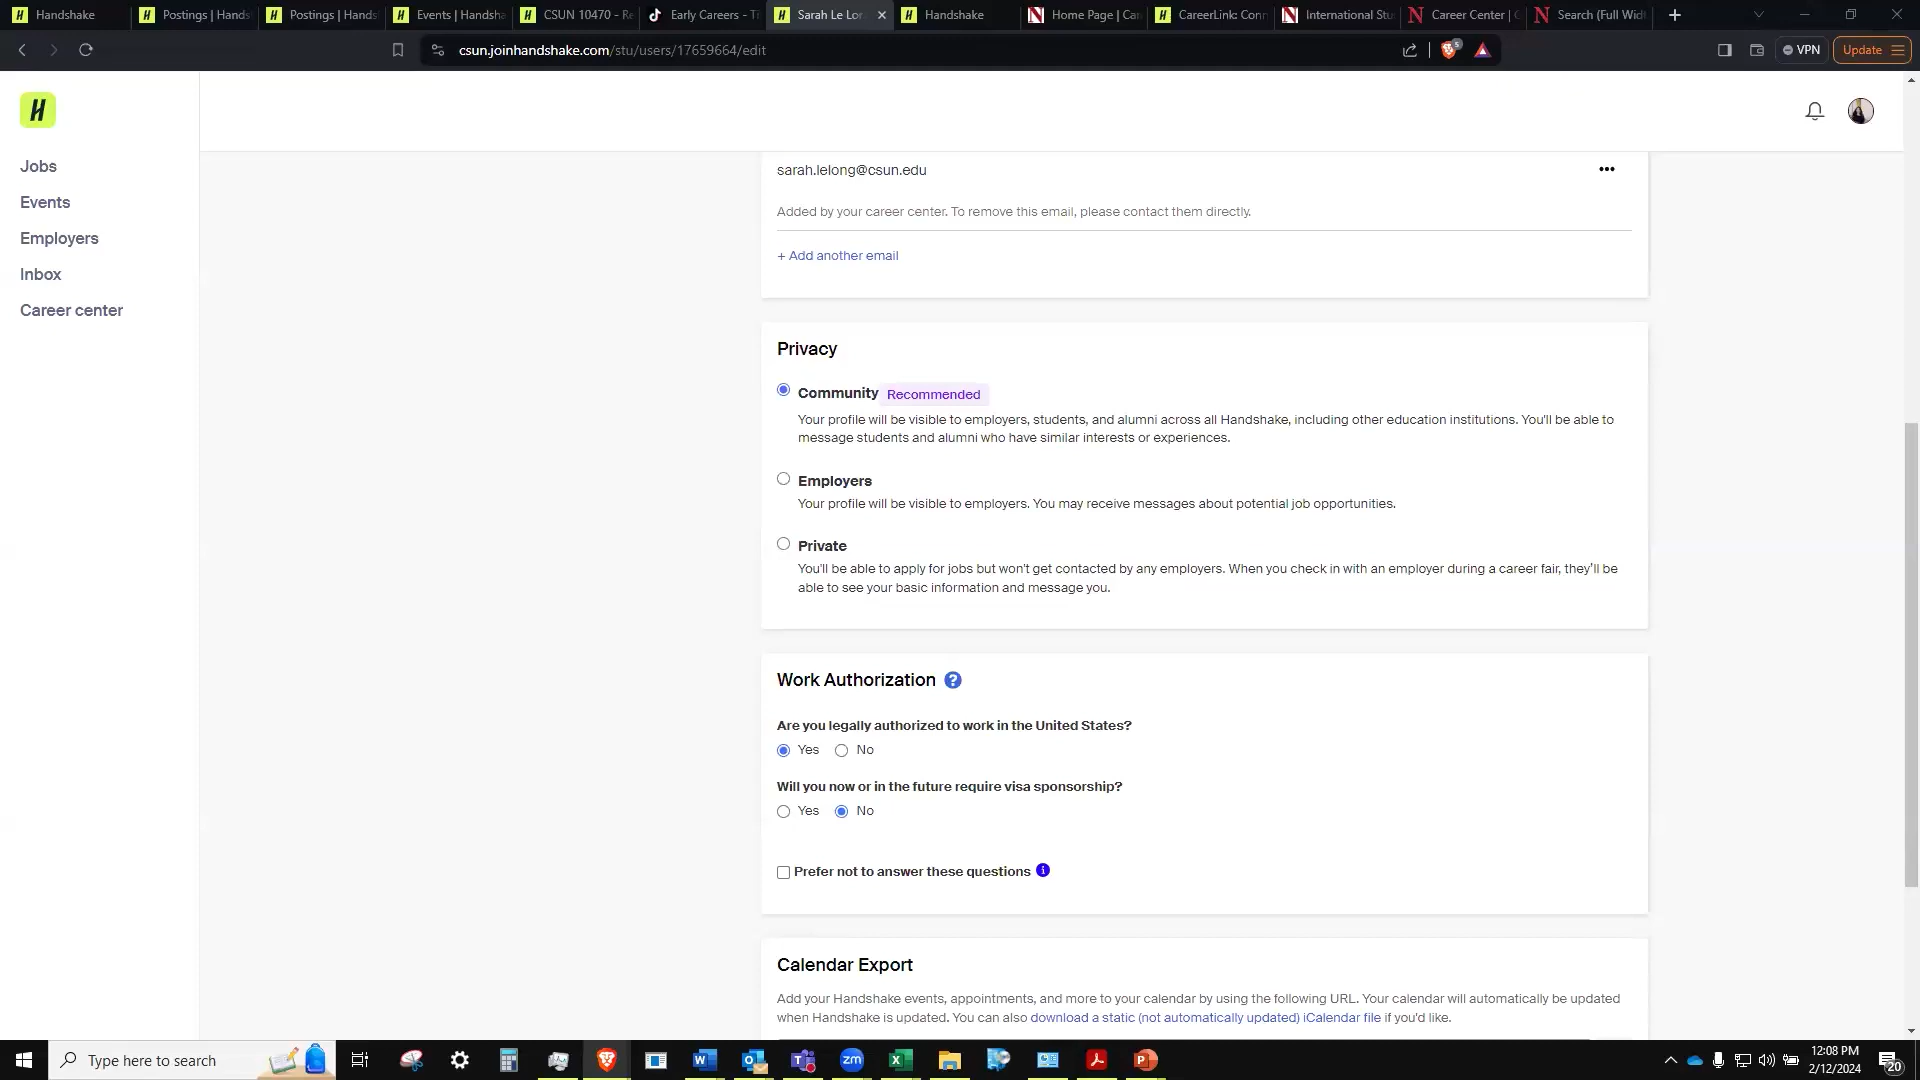 Handshake
Postings | Hands
Postings | Hands
Events | Handsha
CSUN 10470 - Re
Early Careers - Ti
Sarah Le Lor
Handshake
Home Page | Car
CareerLink: Conn
International Stu
Career Center |
Search (Full Widt
csun.joinhandshake.com/stu/users/17659664/edit
5
VPN
Update
H
Jobs
Events
Employers
Inbox
Career center
sarah.lelong@csun.edu
Added by your career center. To remove this email, please contact them directly.
+ Add another email
Privacy
Community Recommended
Your profile will be visible to employers, students, and alumni across all Handshake, including other education institutions. You'll be able to
message students and alumni who have similar interests or experiences.
Employers
Your profile will be visible to employers. You may receive messages about potential job opportunities.
Private
You'll be able to apply for jobs but won't get contacted by any employers. When you check in with an employer during a career fair, they'll be
able to see your basic information and message you.
Work Authorization ?
Are you legally authorized to work in the United States?
Yes No
Will you now or in the future require visa sponsorship?
Yes No
Prefer not to answer these questions i
Calendar Export
Add your Handshake events, appointments, and more to your calendar by using the following URL. Your calendar will automatically be updated
when Handshake is updated. You can also download a static (not automatically updated) iCalendar file if you'd like.
Type here to search
zm
12:08 PM
2/12/2024
20